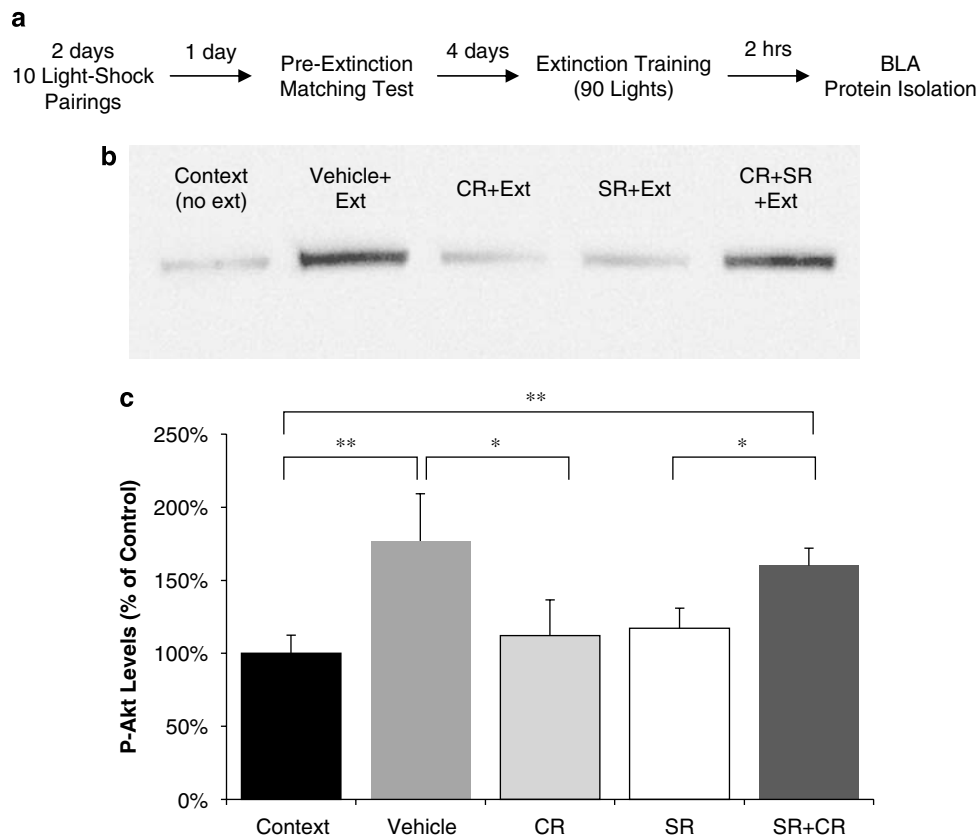 a
2 days
10 Light-Shock
Pairings
1 day
Pre-Extinction
Matching Test
4 days
Extinction Training
(90 Lights)
2 hrs
BLA
Protein Isolation
b
Context
(no ext)
Vehicle+
Ext
CR+Ext
SR+Ext
CR+SR
+Ext
c
**
** * *
250%
200%
150%
100%
50%
0%
P-Akt Levels (% of Control)
Context Vehicle CR SR SR+CR